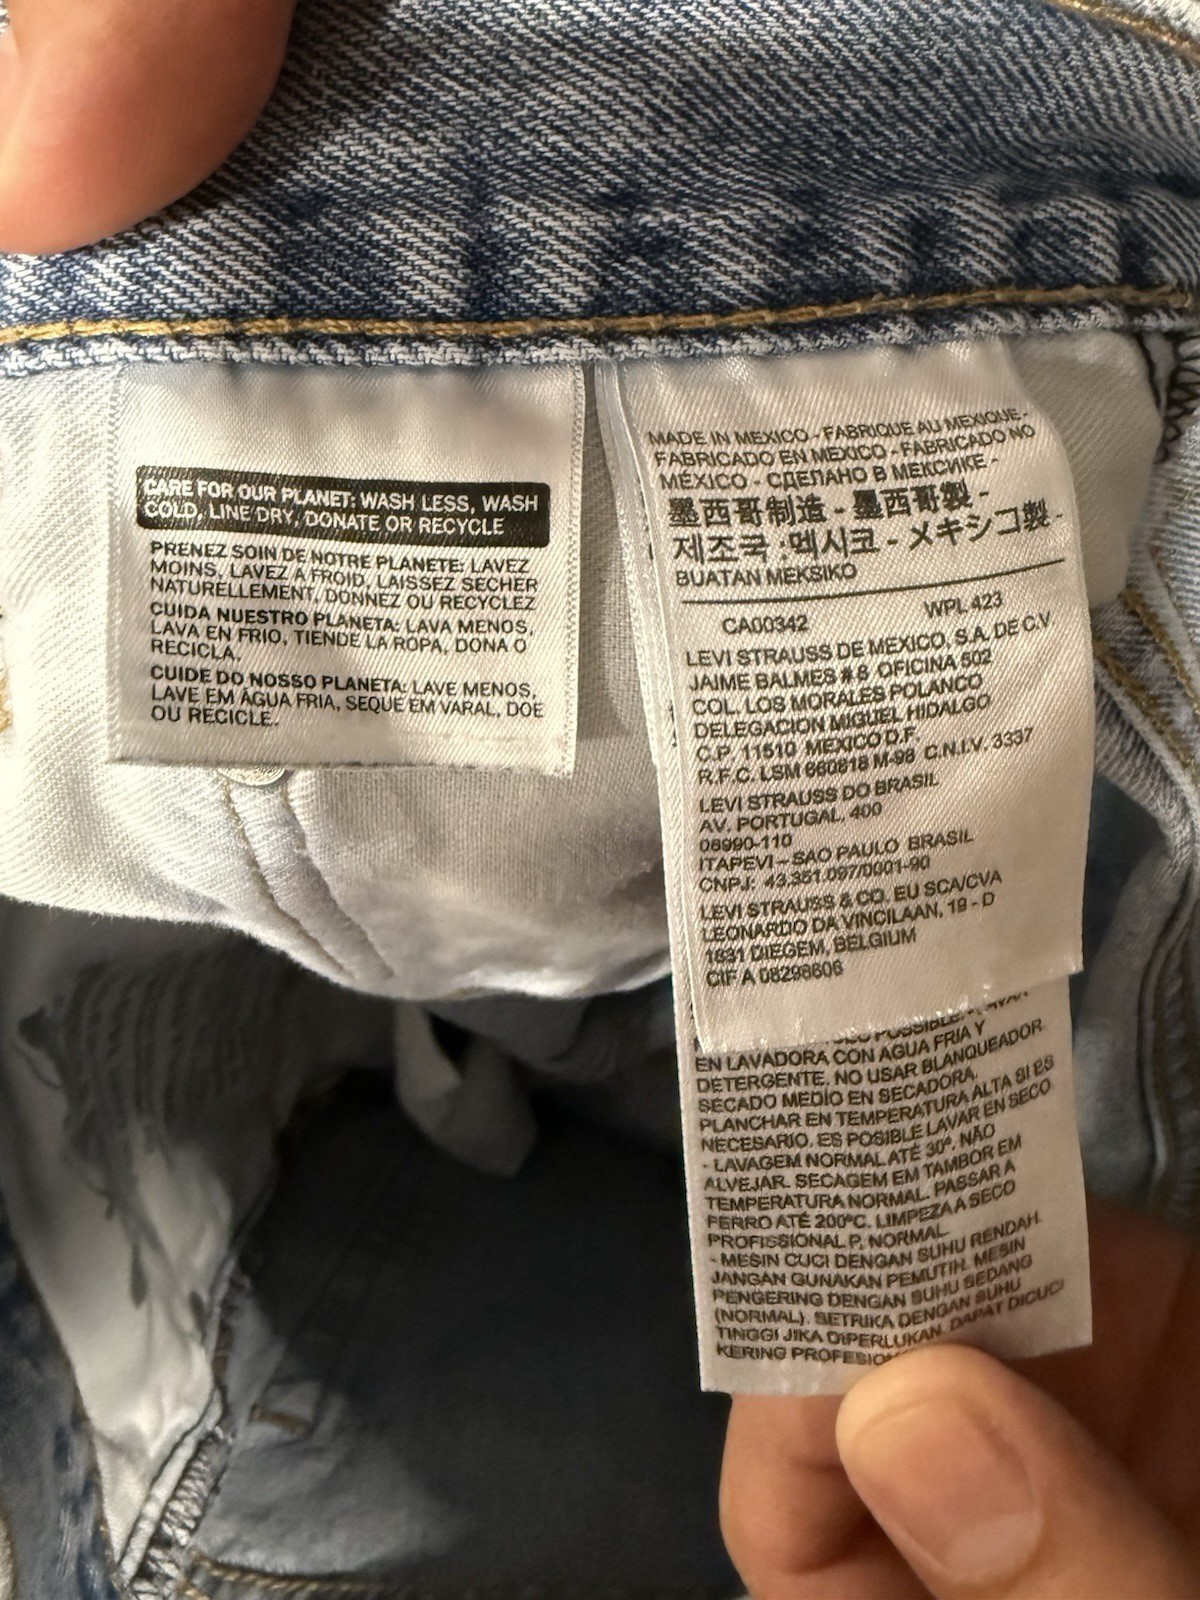 CARE FOR OUR PLANET: WASH LESS, WASH
COLD, LINE DRY, DONATE OR RECYCLE
PRENEZ SOIN DE NOTRE PLANETE: LAVEZ
MOINS, LAVEZ A FROID, LAISSEZ SECHER
NATURELLEMENT, DONNEZ OU RECYCLEZ
CUIDA NUESTRO PLANETA: LAVA MENOS,
LAVA EN FRIO, TIENDE LA ROPA, DONA O
RECICLA.
CUIDE DO NOSSO PLANETA: LAVE MENOS,
LAVE EM ÁGUA FRIA, SEQUE EM VARAL, DOE
OU RECICLE.
MADE IN MEXICO - FABRIQUE AU MEXIQUE -
FABRICADO EN MEXICO - FABRICADO NO
MÉXICO - СДЕЛАНО В МЕКСИКЕ -
墨西哥制造 - 墨西哥製 -
제조국 :멕시코 - メキシコ製 -
BUATAN MEKSIKO
CA00342 WPL 423
LEVI STRAUSS DE MEXICO, S.A. DE C.V.
JAIME BALMES # 8 OFICINA 502
COL. LOS MORALES POLANCO
DELEGACION MIGUEL HIDALGO
C.P. 11510 MEXICO D.F.
R.F.C. LSM 660818 M-98 C.N.I.V. 3337
LEVI STRAUSS DO BRASIL
AV. PORTUGAL, 400
06690-110
ITAPEVI – SAO PAULO BRASIL
CNPJ: 43.351.097/0001-90
LEVI STRAUSS & CO. EU SCA/CVA
LEONARDO DA VINCILAAN, 19 - D
1831 DIEGEM, BELGIUM
CIF A 08298606
POSSIBLE. - LAVAR
EN LAVADORA CON AGUA FRIA Y
DETERGENTE. NO USAR BLANQUEADOR.
SECADO MEDIO EN SECADORA.
PLANCHAR EN TEMPERATURA ALTA SI ES
NECESARIO. ES POSIBLE LAVAR EN SECO
- LAVAGEM NORMAL ATÉ 30º. NÃO
ALVEJAR. SECAGEM EM TAMBOR EM
TEMPERATURA NORMAL. PASSAR A
FERRO ATÉ 200ºC. LIMPEZA A SECO
PROFISSIONAL P, NORMAL.
- MESIN CUCI DENGAN SUHU RENDAH.
JANGAN GUNAKAN PEMUTIH. MESIN
PENGERING DENGAN SUHU SEDANG
(NORMAL). SETRIKA DENGAN SUHU
TINGGI JIKA DIPERLUKAN. DAPAT DICUCI
KERING